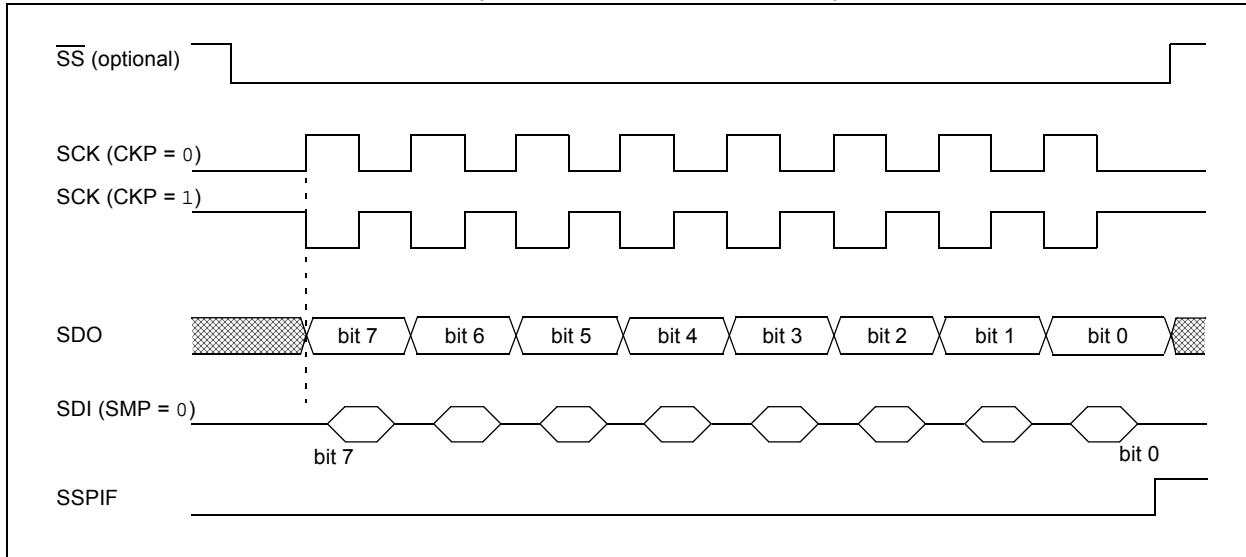 SS (optional)
SCK (CKP = 0)
SCK (CKP = 1)
SDO bit 7 bit 6 bit 5 bit 4 bit 3 bit 2 bit 1 bit 0
SDI (SMP = 0)
bit 7 bit 0
SSPIF